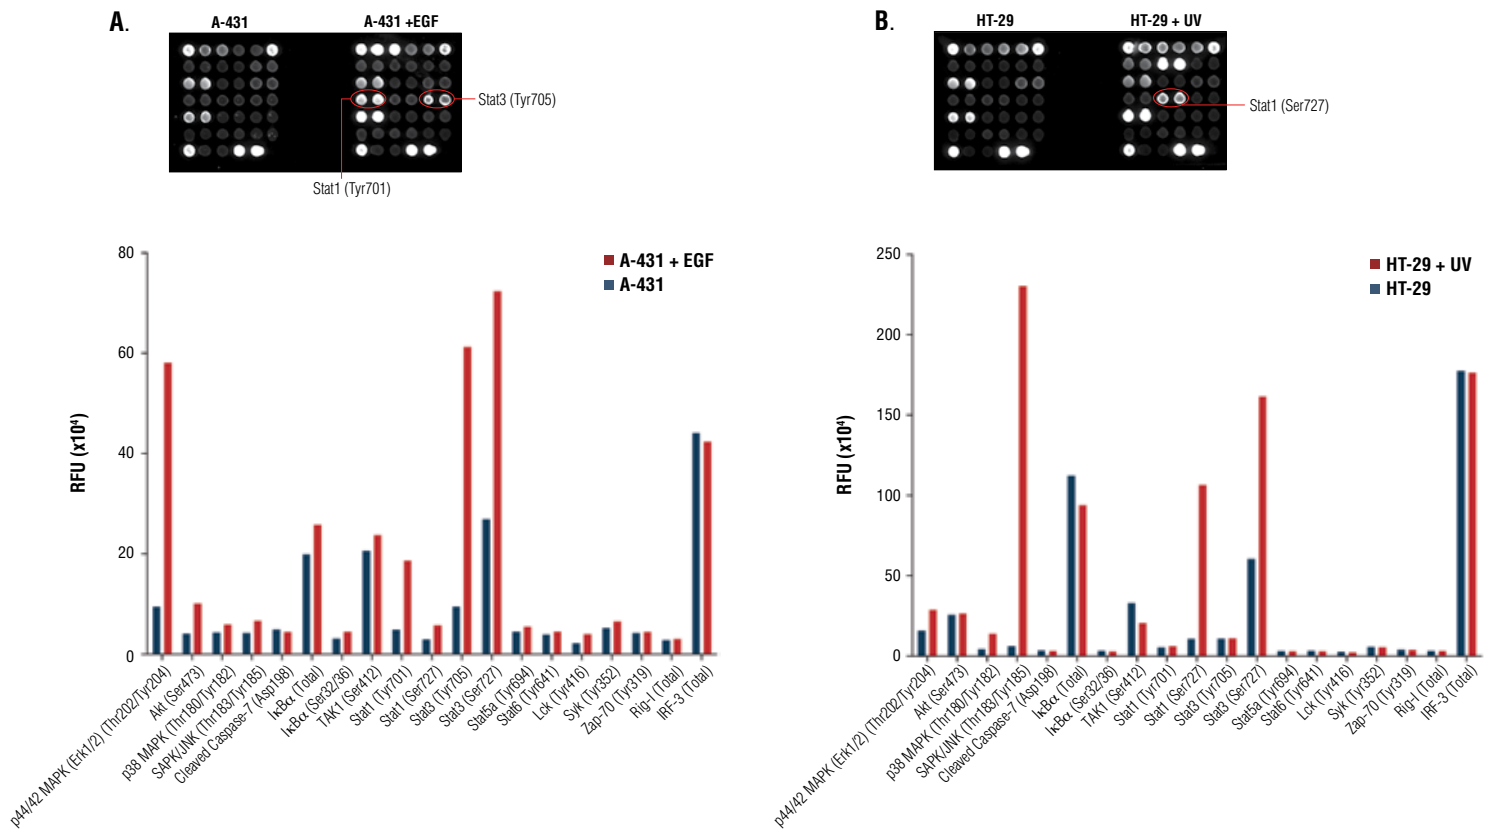 A.
A-431
A-431 +EGF
Stat3 (Tyr705)
Stat1 (Tyr701)
80
60
40
20
0
RFU (x10⁴)
A-431 + EGF
A-431
p44/42 MAPK (Erk1/2) (Thr202/Tyr204)
Akt (Ser473)
p38 MAPK (Thr180/Tyr182)
SAPK/JNK (Thr183/Tyr185)
Cleaved Caspase-7 (Asp198)
IκBα (Total)
IκBα (Ser32/36)
TAK1 (Ser412)
Stat1 (Tyr701)
Stat1 (Ser727)
Stat3 (Tyr705)
Stat3 (Ser727)
Stat5a (Tyr694)
Stat6 (Tyr641)
Lck (Tyr416)
Syk (Tyr352)
Zap-70 (Tyr319)
Rig-I (Total)
IRF-3 (Total)
B.
HT-29
HT-29 + UV
Stat1 (Ser727)
250
200
150
100
50
0
RFU (x10⁴)
HT-29 + UV
HT-29
p44/42 MAPK (Erk1/2) (Thr202/Tyr204)
Akt (Ser473)
p38 MAPK (Thr180/Tyr182)
SAPK/JNK (Thr183/Tyr185)
Cleaved Caspase-7 (Asp198)
IκBα (Total)
IκBα (Ser32/36)
TAK1 (Ser412)
Stat1 (Tyr701)
Stat1 (Ser727)
Stat3 (Tyr705)
Stat3 (Ser727)
Stat5a (Tyr694)
Stat6 (Tyr641)
Lck (Tyr416)
Syk (Tyr352)
Zap-70 (Tyr319)
Rig-I (Total)
IRF-3 (Total)